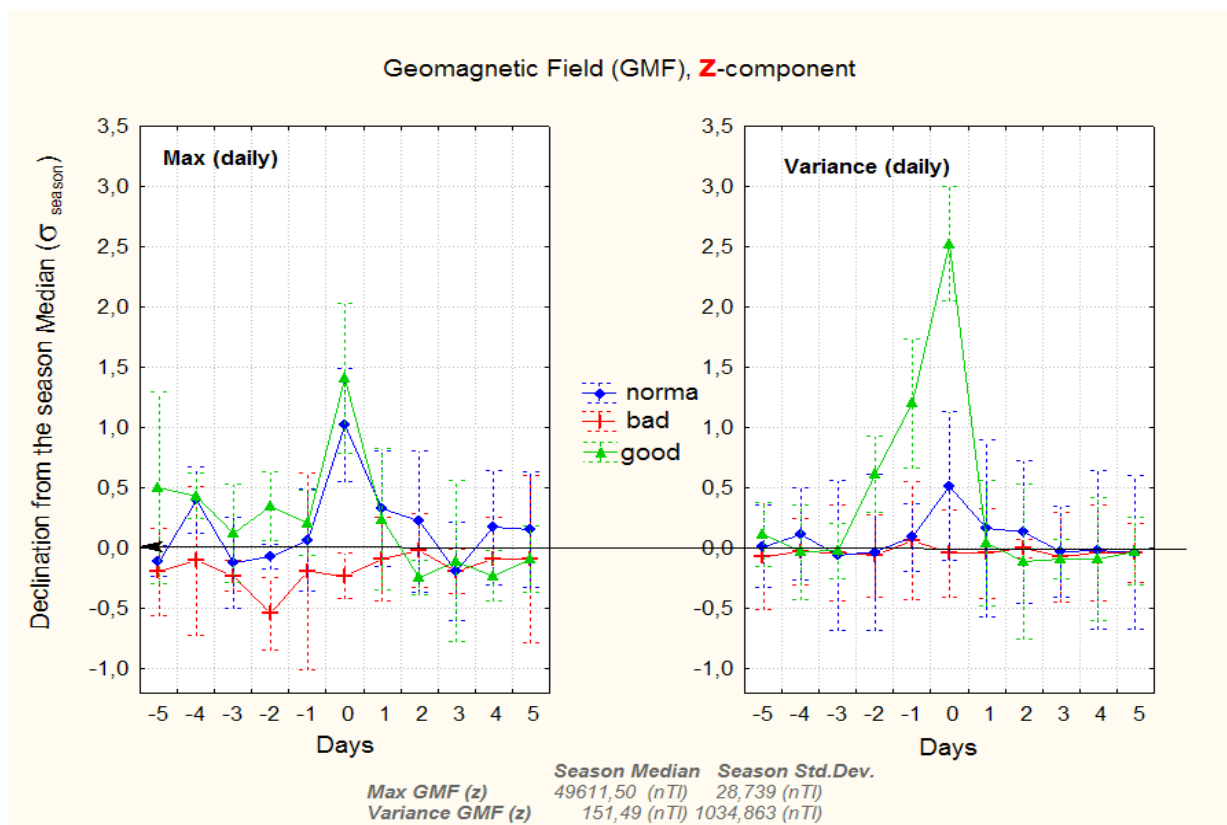 Geomagnetic Field (GMF), Z-component
Declination from the season Median (σ season)
3,5
3,0
2,5
2,0
1,5
1,0
0,5
0,0
-0,5
-1,0
Max (daily)
-5 -4 -3 -2 -1 0 1 2 3 4 5
Days
norma
bad
good
3,5
3,0
2,5
2,0
1,5
1,0
0,5
0,0
-0,5
-1,0
Variance (daily)
-5 -4 -3 -2 -1 0 1 2 3 4 5
Days
Season Median Season Std.Dev.
Max GMF (z) 49611,50 (nTl) 28,739 (nTl)
Variance GMF (z) 151,49 (nTl) 1034,863 (nTl)